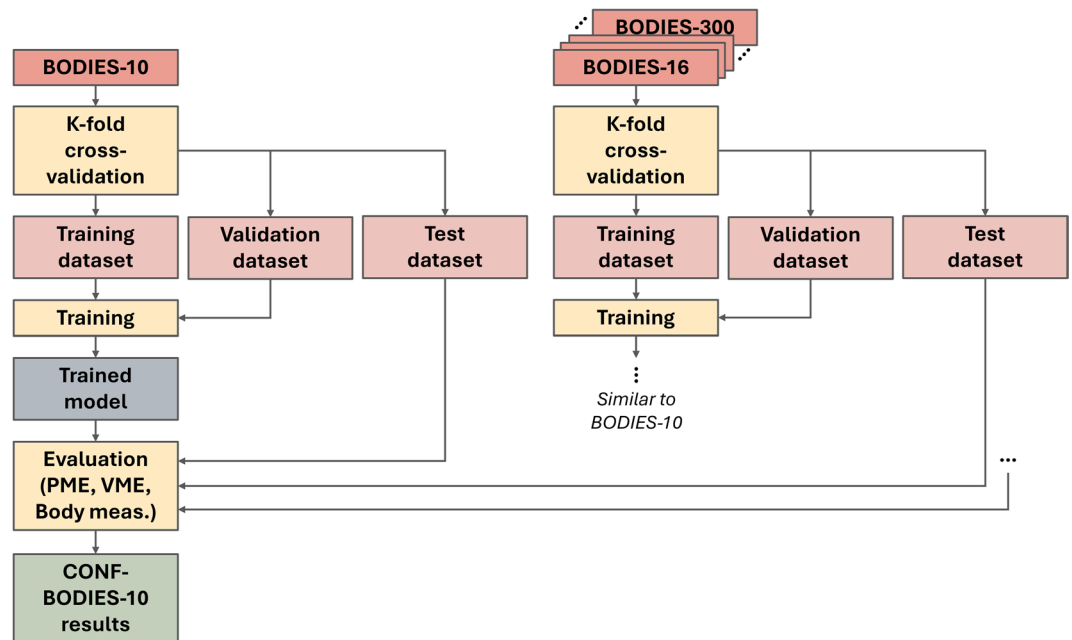 BODIES-10
K-fold
cross-
validation
Training
dataset
Validation
dataset
Test
dataset
Training
Trained
model
Evaluation
(PME, VME,
Body meas.)
CONF-
BODIES-10
results
BODIES-300
BODIES-16
K-fold
cross-
validation
Training
dataset
Validation
dataset
Test
dataset
Training
Similar to
BODIES-10
...